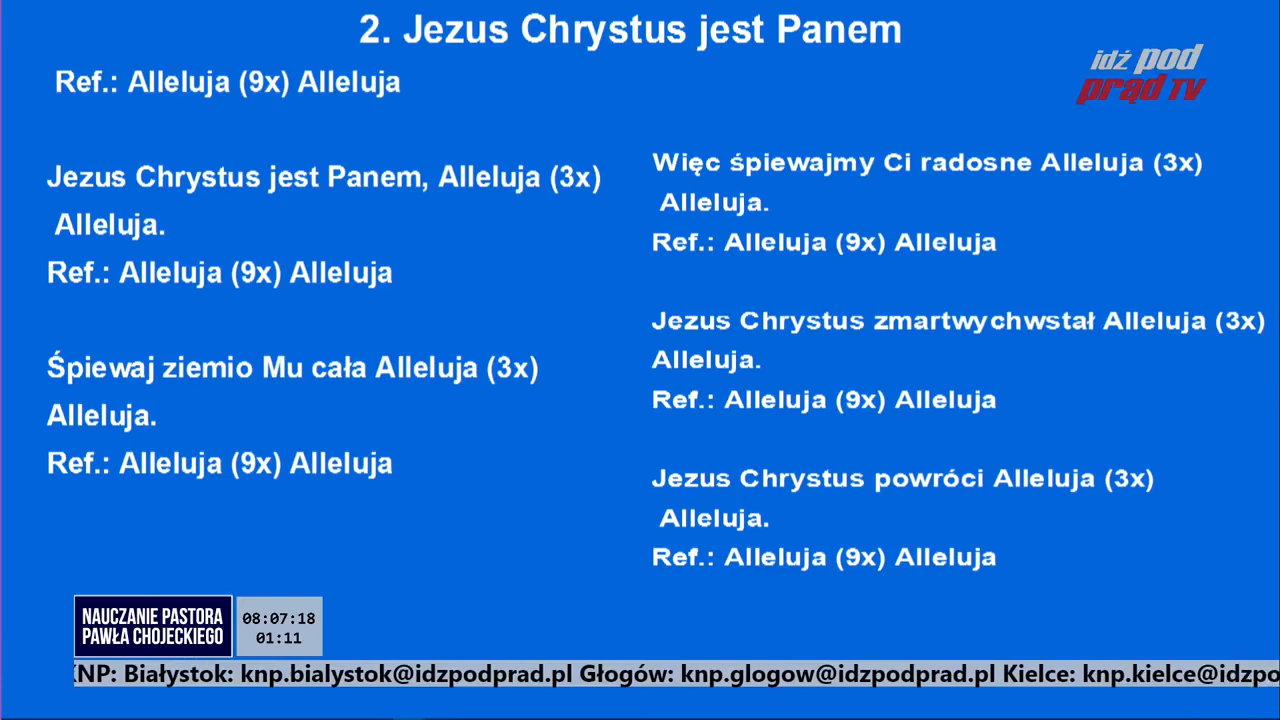 2. Jezus Chrystus jest Panem
idź pod
prąd TV
Ref.: Alleluja (9x) Alleluja
Jezus Chrystus jest Panem, Alleluja (3x)
Alleluja.
Ref.: Alleluja (9x) Alleluja
Śpiewaj ziemio Mu cała Alleluja (3x)
Alleluja.
Ref.: Alleluja (9x) Alleluja
Więc śpiewajmy Ci radosne Alleluja (3x)
Alleluja.
Ref.: Alleluja (9x) Alleluja
Jezus Chrystus zmartwychwstał Alleluja (3x)
Alleluja.
Ref.: Alleluja (9x) Alleluja
Jezus Chrystus powróci Alleluja (3x)
Alleluja.
Ref.: Alleluja (9x) Alleluja
NAUCZANIE PASTORA
PAWŁA CHOJECKIEGO
08:07:18
01:11
KNP: Białystok: knp.bialystok@idzpodprad.pl Głogów: knp.glogow@idzpodprad.pl Kielce: knp.kielce@idzpo